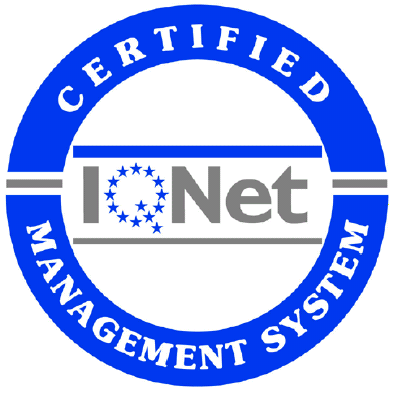 CERTIFIED
IQNet
MANAGEMENT SYSTEM